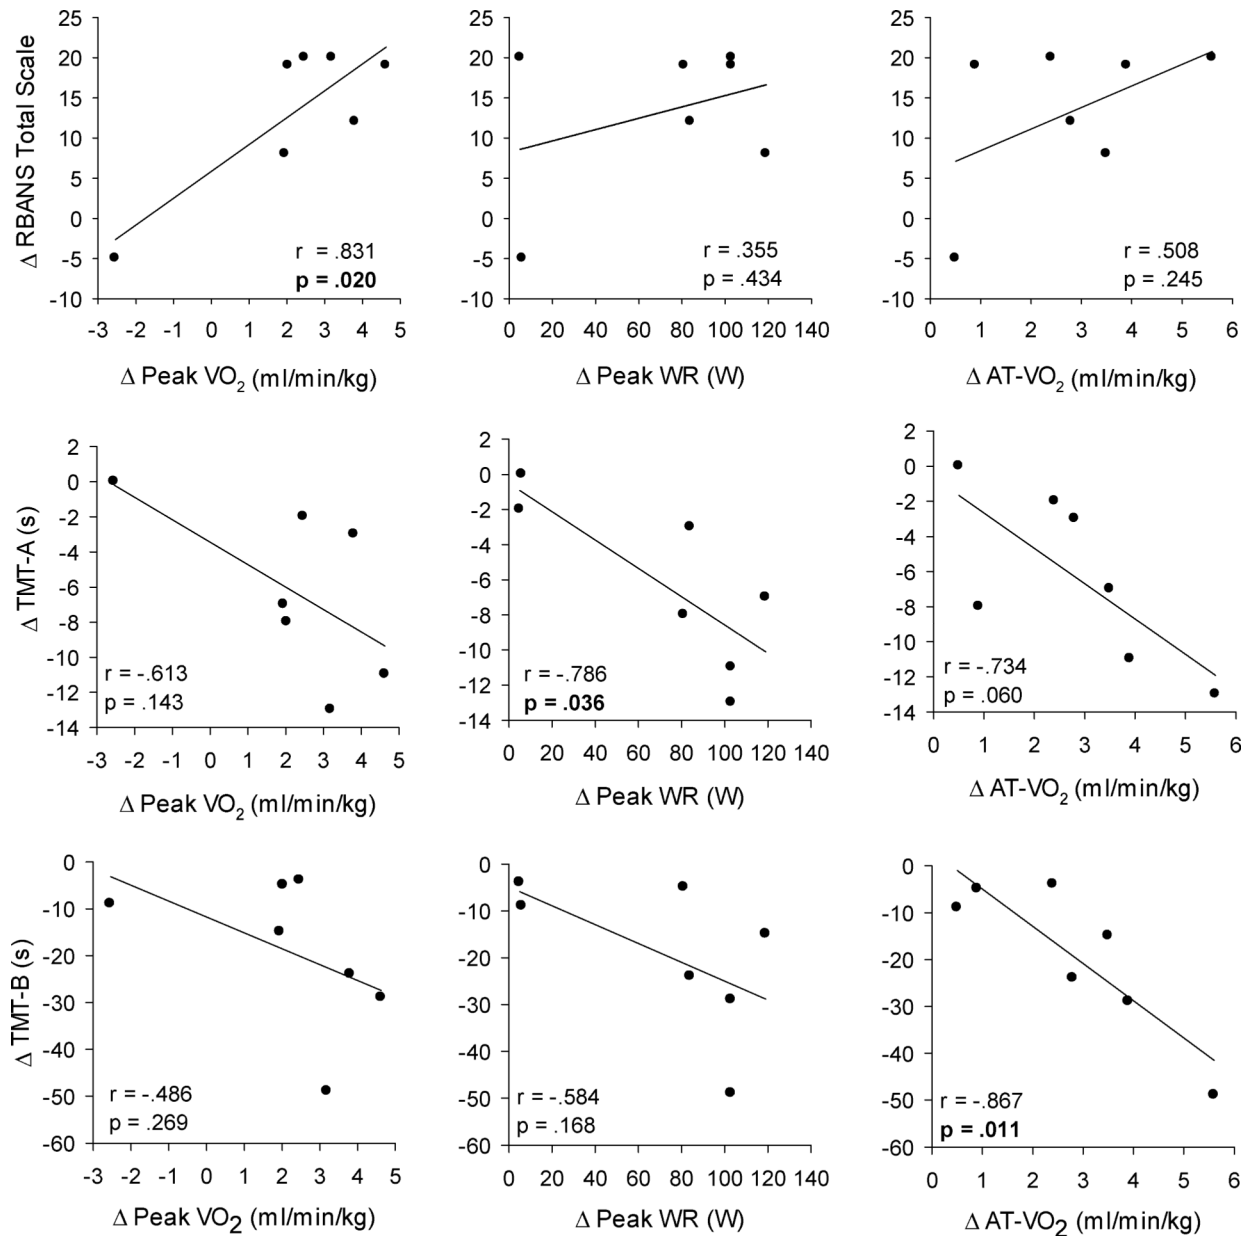 Δ RBANS Total Scale
25
20
15
10
5
0
-5
-10
-3 -2 -1 0 1 2 3 4 5
r = .831
p = .020
Δ Peak VO2 (ml/min/kg)
25
20
15
10
5
0
-5
-10
0 20 40 60 80 100 120 140
r = .355
p = .434
Δ Peak WR (W)
25
20
15
10
5
0
-5
-10
0 1 2 3 4 5 6
r = .508
p = .245
Δ AT-VO2 (ml/min/kg)
Δ TMT-A (s)
2
0
-2
-4
-6
-8
-10
-12
-14
-3 -2 -1 0 1 2 3 4 5
r = -.613
p = .143
Δ Peak VO2 (ml/min/kg)
2
0
-2
-4
-6
-8
-10
-12
-14
0 20 40 60 80 100 120 140
r = -.786
p = .036
Δ Peak WR (W)
2
0
-2
-4
-6
-8
-10
-12
-14
0 1 2 3 4 5 6
r = -.734
p = .060
Δ AT-VO2 (ml/min/kg)
Δ TMT-B (s)
0
-10
-20
-30
-40
-50
-60
-3 -2 -1 0 1 2 3 4 5
r = -.486
p = .269
Δ Peak VO2 (ml/min/kg)
0
-10
-20
-30
-40
-50
-60
0 20 40 60 80 100 120 140
r = -.584
p = .168
Δ Peak WR (W)
0
-10
-20
-30
-40
-50
-60
0 1 2 3 4 5 6
r = -.867
p = .011
Δ AT-VO2 (ml/min/kg)